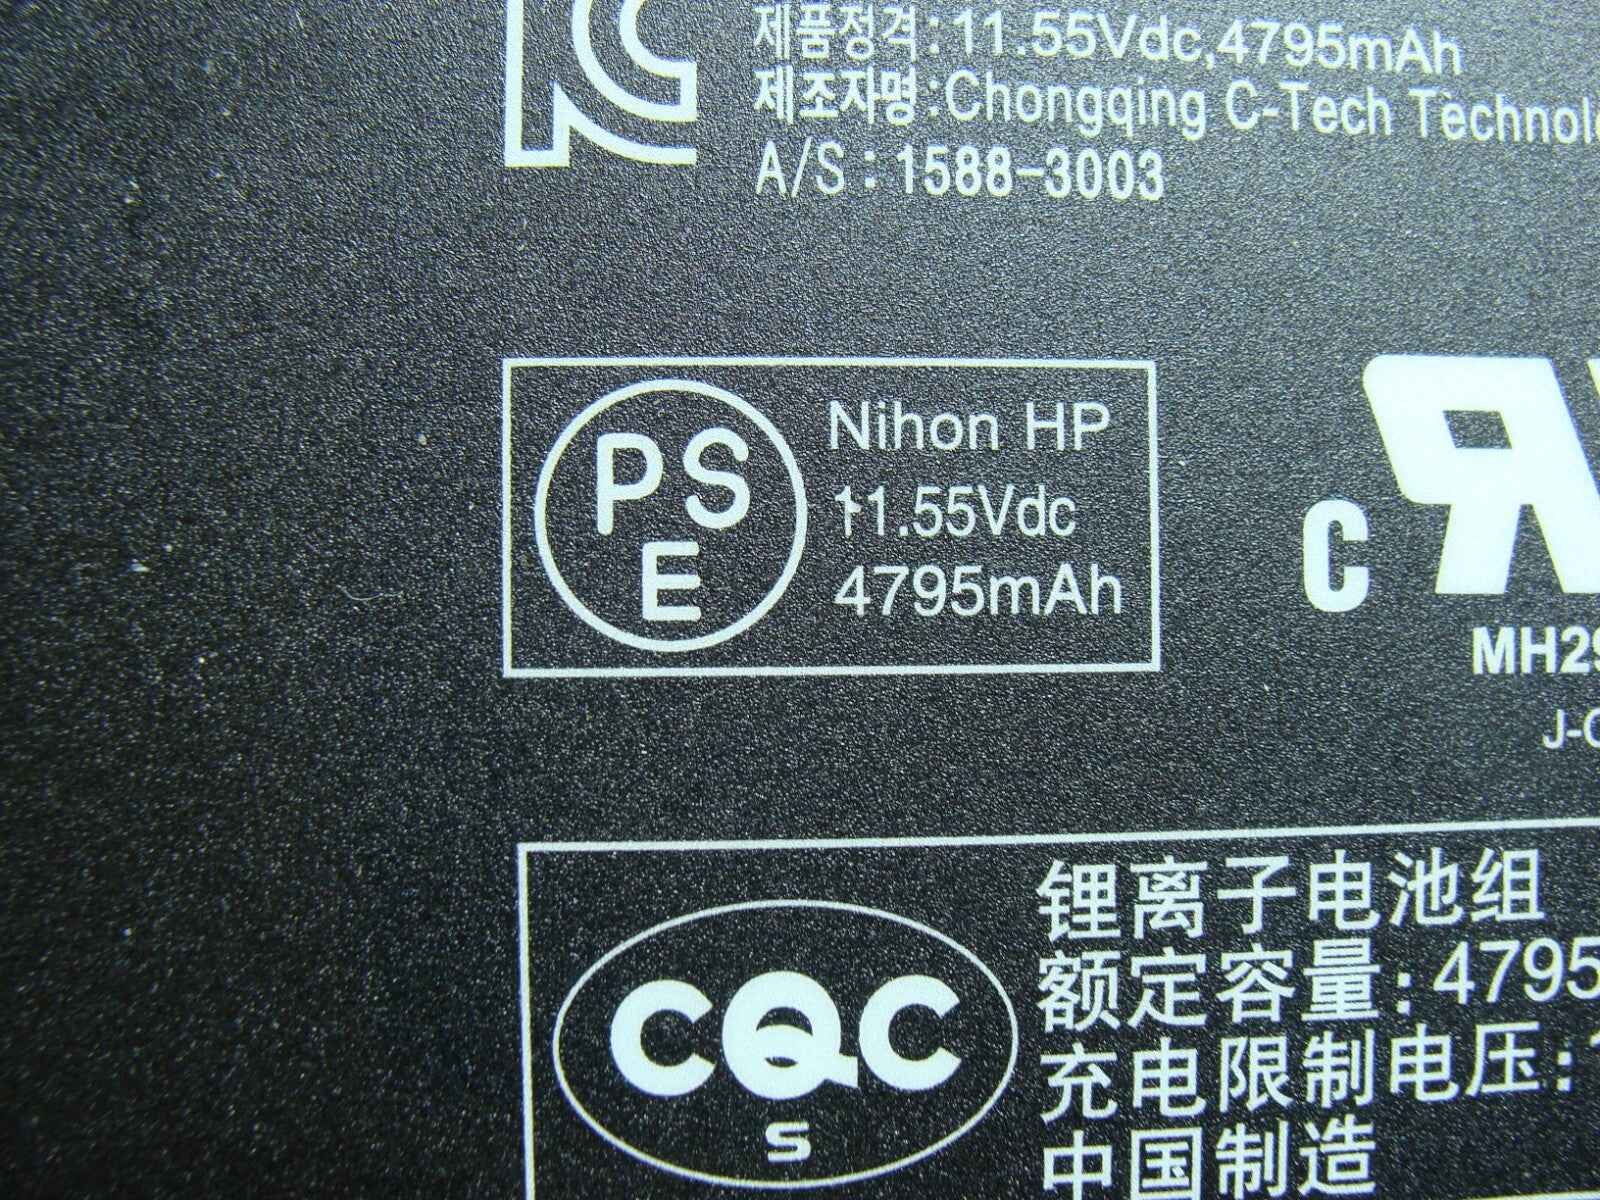 제품정격:11.55Vdc,4795mAh
제조자명:Chongqing C-Tech Technol
A/S:1588-3003
PS
E
Nihon HP
11.55Vdc
4795mAh
C
MH29
J-C
CQC
S
锂离子电池组
额定容量:4795
充电限制电压:1
中国制造